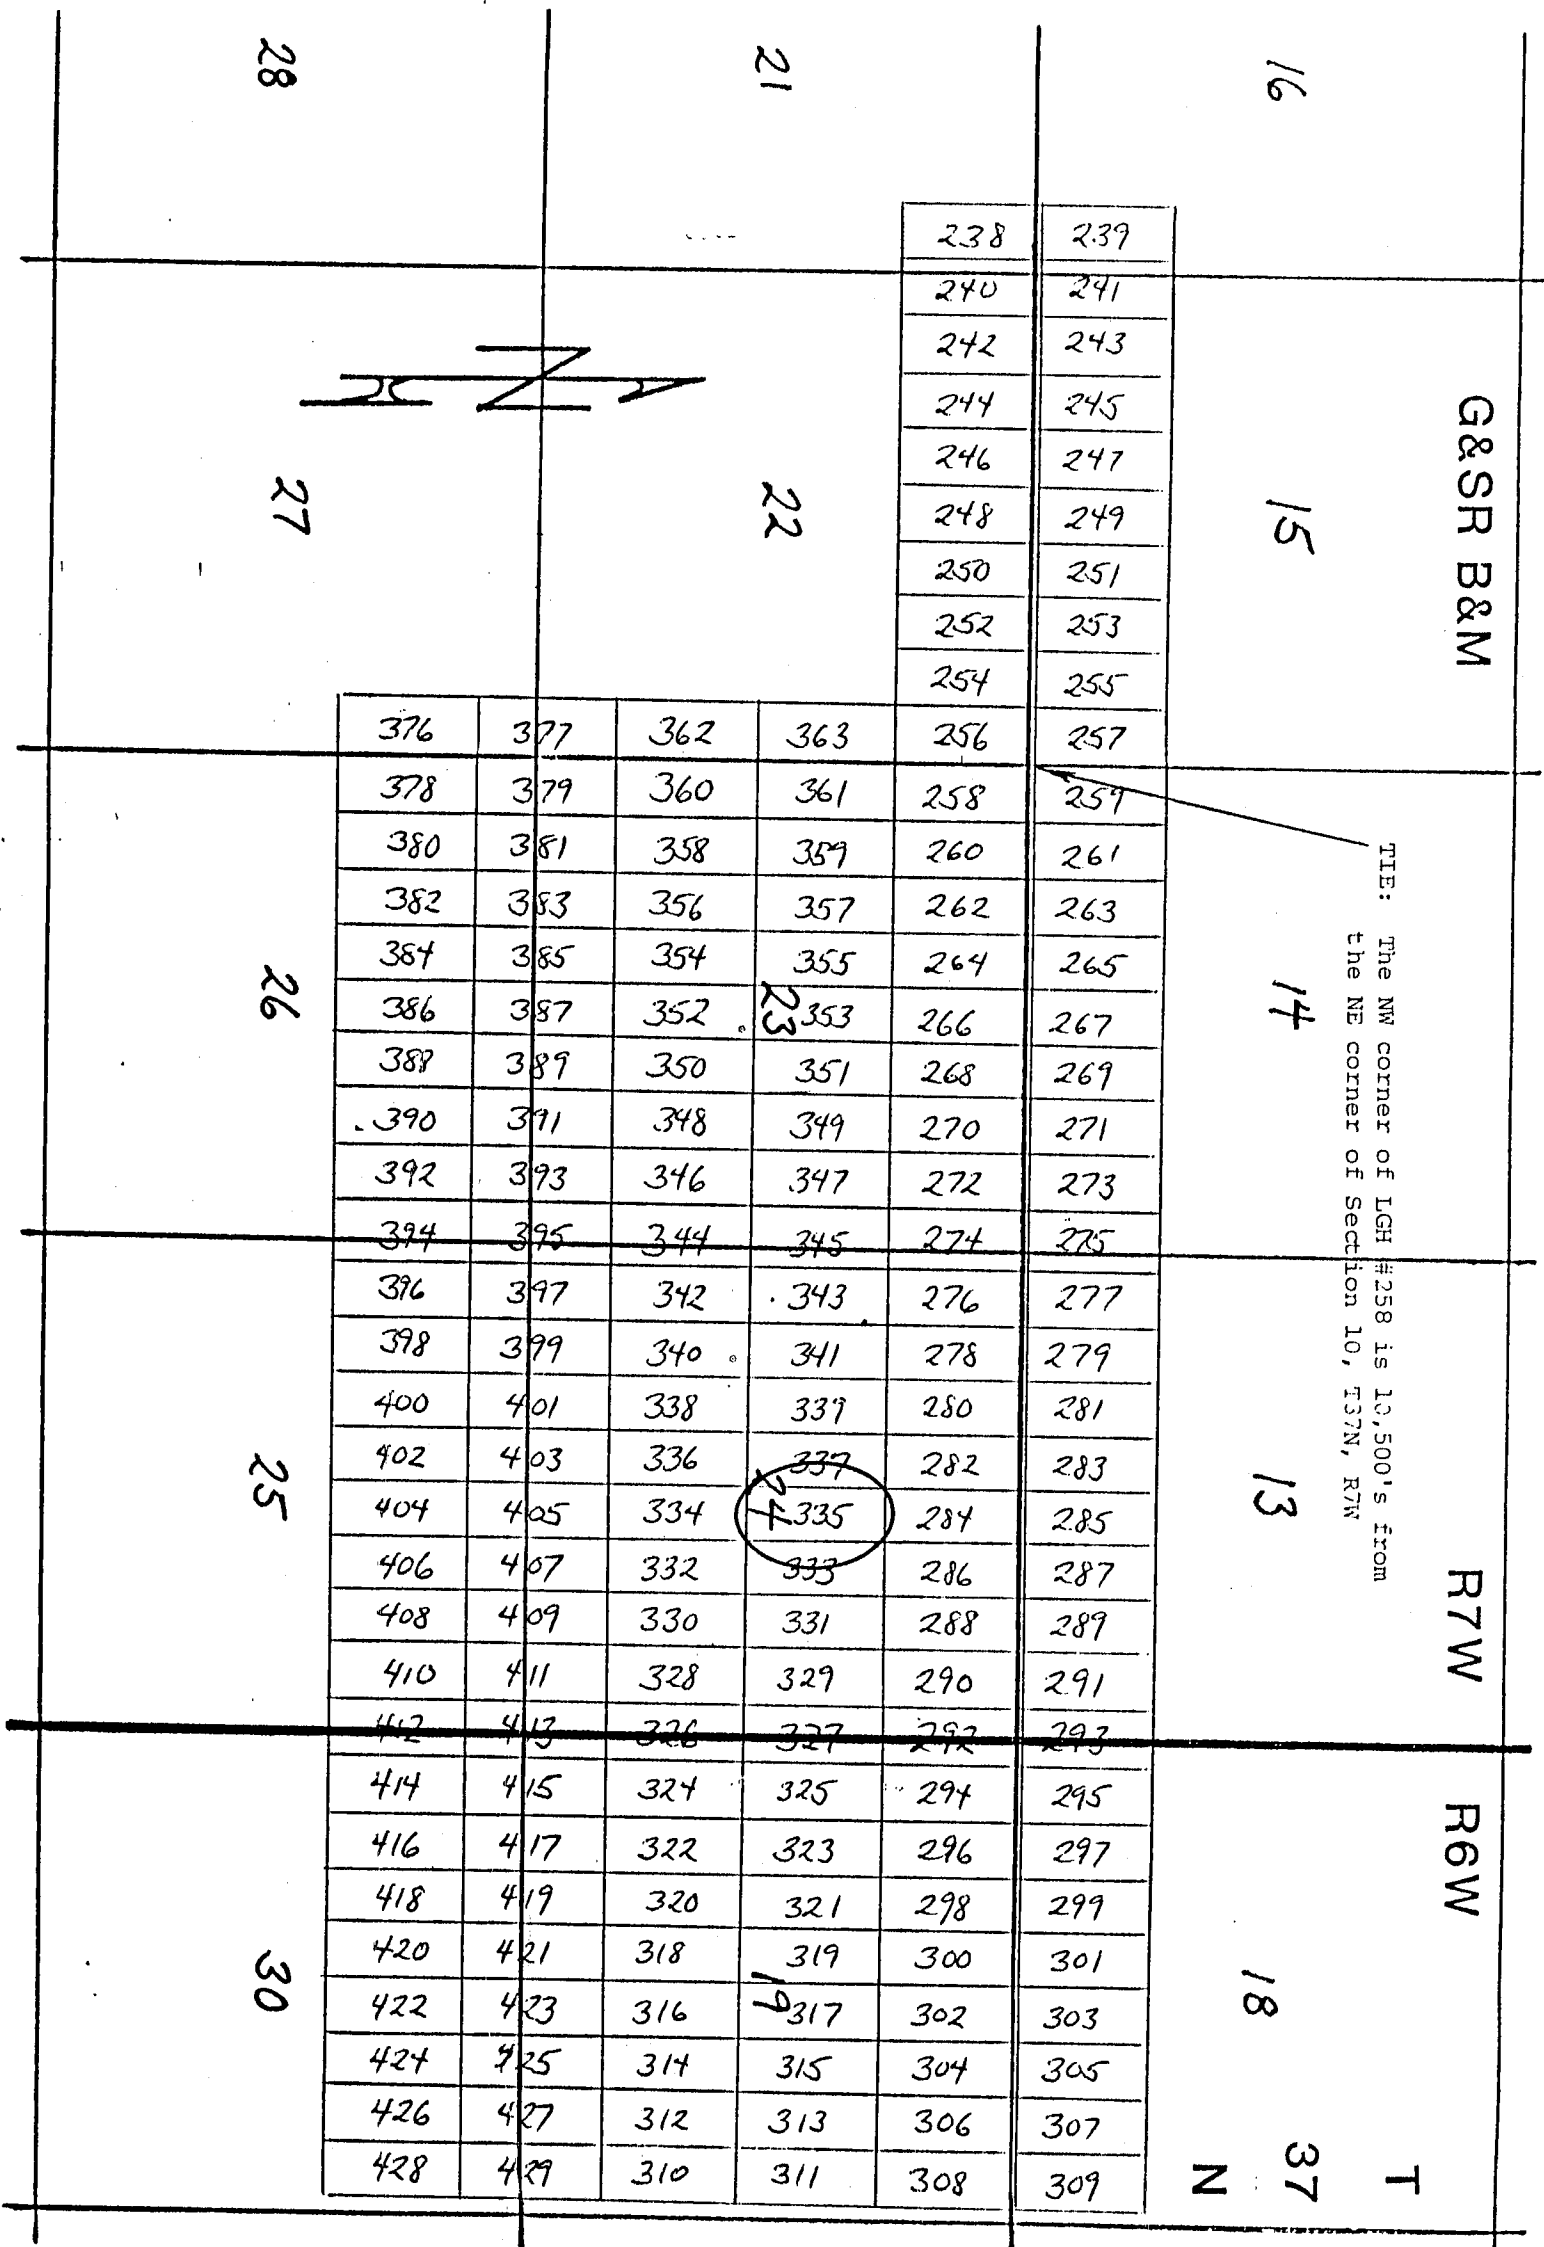 G&SR B&M
R7W
R6W
T
37
N
16
15
14
13
18
TIE: The NW corner of LGH #258 is 10,500's from
the NE corner of Section 10, T37N, R7W
21
22
23
24
19
28
27
26
25
30
N
238 239
240 241
242 243
244 245
246 247
248 249
250 251
252 253
254 255
376 377 362 363 256 257
378 379 360 361 258 259
380 381 358 359 260 261
382 383 356 357 262 263
384 385 354 355 264 265
386 387 352 353 266 267
388 389 350 351 268 269
390 391 348 349 270 271
392 393 346 347 272 273
394 395 344 345 274 275
396 397 342 343 276 277
398 399 340 341 278 279
400 401 338 339 280 281
402 403 336 337 282 283
404 405 334 335 284 285
406 407 332 333 286 287
408 409 330 331 288 289
410 411 328 329 290 291
412 413 326 327 292 293
414 415 324 325 294 295
416 417 322 323 296 297
418 419 320 321 298 299
420 421 318 319 300 301
422 423 316 317 302 303
424 425 314 315 304 305
426 427 312 313 306 307
428 429 310 311 308 309